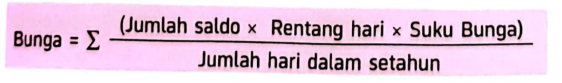 (Jumlah saldo × Rentang hari × Suku Bunga)
Bunga = ∑
Jumlah hari dalam setahun